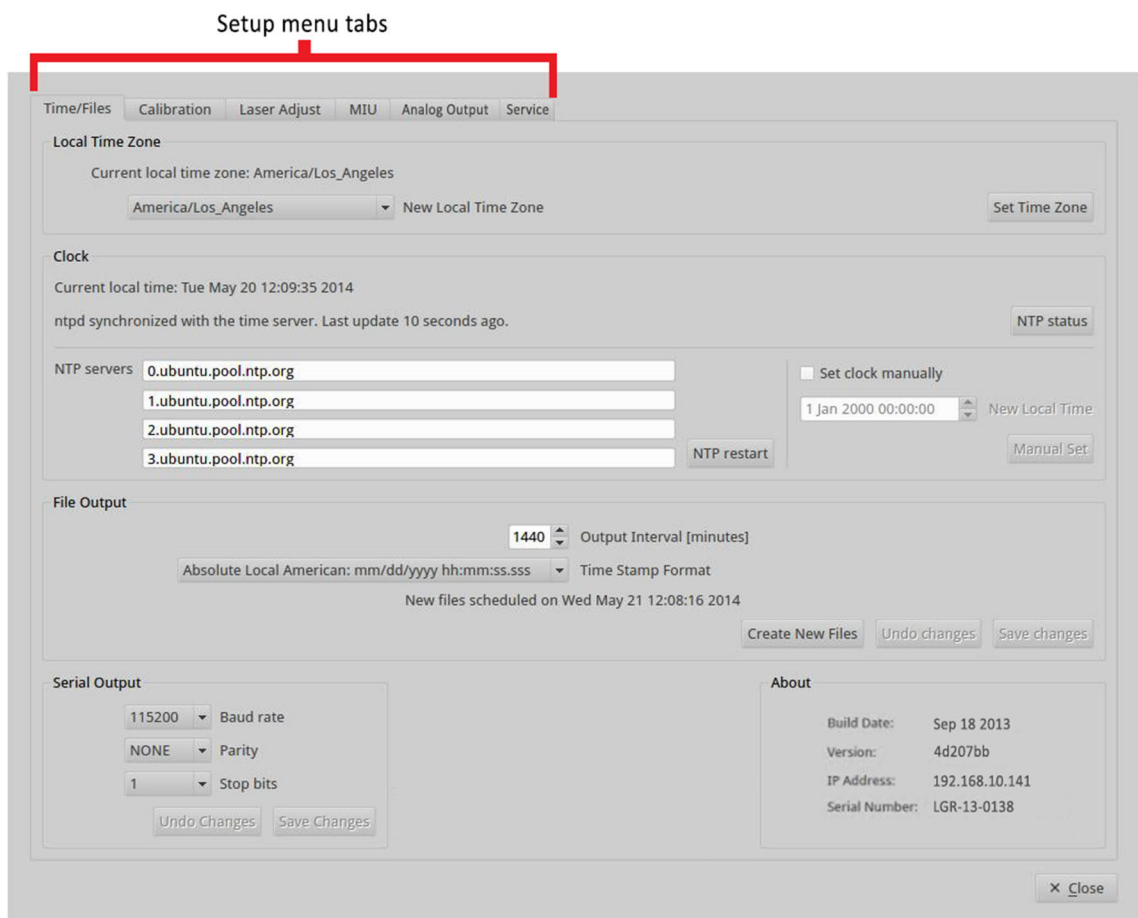 Setup menu tabs
Time/Files Calibration Laser Adjust MIU Analog Output Service
Local Time Zone
Current local time zone: America/Los_Angeles
America/Los_Angeles New Local Time Zone Set Time Zone
Clock
Current local time: Tue May 20 12:09:35 2014
ntpd synchronized with the time server. Last update 10 seconds ago. NTP status
NTP servers 0.ubuntu.pool.ntp.org Set clock manually
1.ubuntu.pool.ntp.org 1 Jan 2000 00:00:00 New Local Time
2.ubuntu.pool.ntp.org
3.ubuntu.pool.ntp.org NTP restart Manual Set
File Output
1440 Output Interval [minutes]
Absolute Local American: mm/dd/yyyy hh:mm:ss.sss Time Stamp Format
New files scheduled on Wed May 21 12:08:16 2014
Create New Files Undo changes Save changes
Serial Output
115200 Baud rate
NONE Parity
1 Stop bits
Undo Changes Save Changes
About
Build Date: Sep 18 2013
Version: 4d207bb
IP Address: 192.168.10.141
Serial Number: LGR-13-0138
× Close